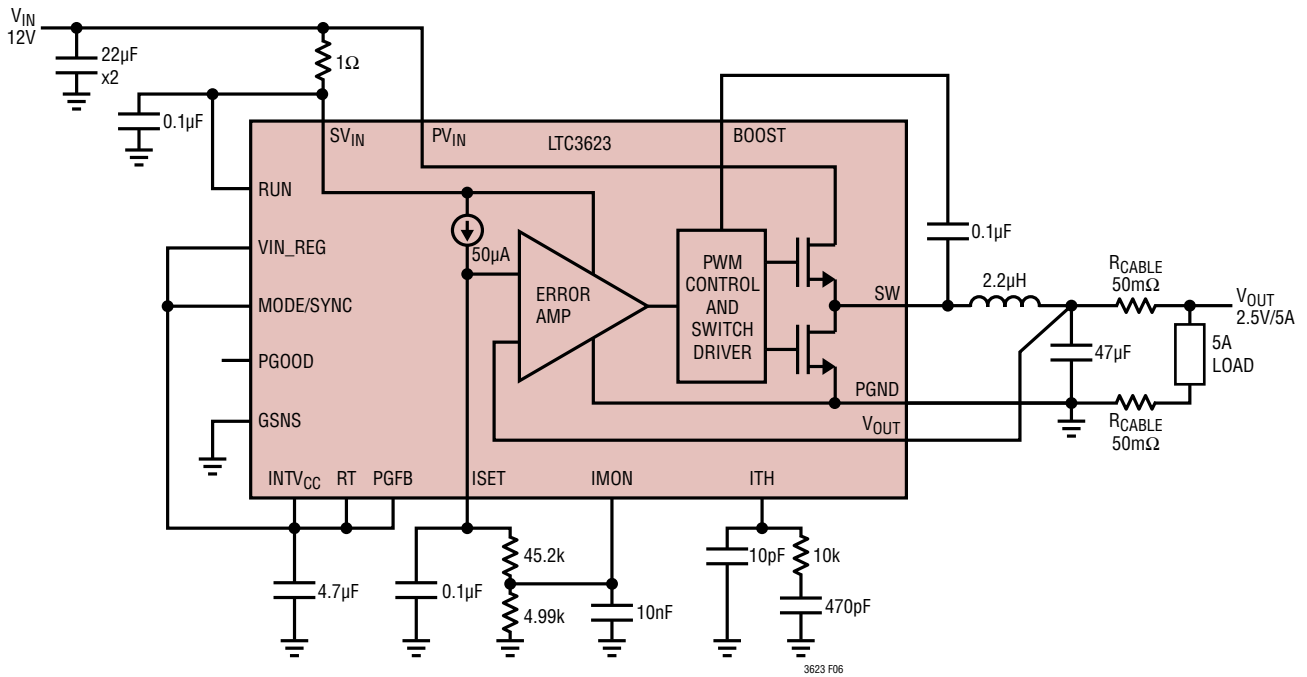 VIN
12V
22µF
x2
1Ω
0.1µF
SVIN
PVIN
LTC3623
BOOST
RUN
VIN_REG
MODE/SYNC
PGOOD
GSNS
50µA
ERROR
AMP
PWM
CONTROL
AND
SWITCH
DRIVER
SW
PGND
VOUT
0.1µF
2.2µH
RCABLE
50mΩ
VOUT
2.5V/5A
47µF
5A
LOAD
RCABLE
50mΩ
INTVCC
RT
PGFB
ISET
IMON
ITH
4.7µF
0.1µF
45.2k
4.99k
10nF
10pF
10k
470pF
3623 F06